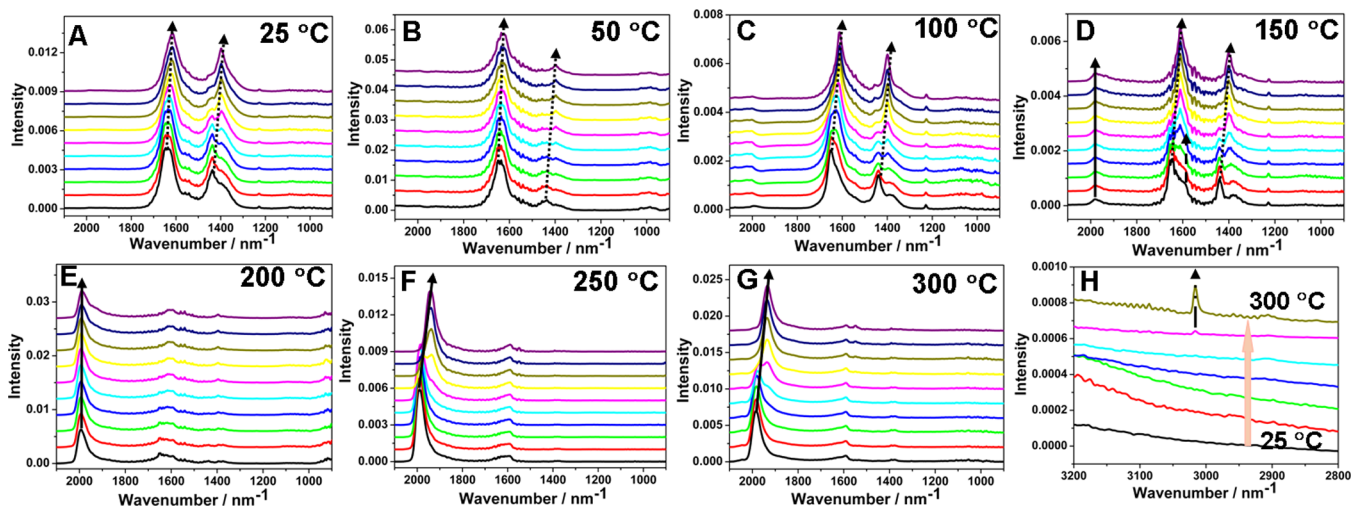 A 25 °C
Intensity
0.012
0.009
0.006
0.003
0.000
2000 1800 1600 1400 1200 1000
Wavenumber / nm-1
B 50 °C
Intensity
0.06
0.05
0.04
0.03
0.02
0.01
0.00
2000 1800 1600 1400 1200 1000
Wavenumber / nm-1
C 100 °C
Intensity
0.008
0.006
0.004
0.002
0.000
2000 1800 1600 1400 1200 1000
Wavenumber / nm-1
D 150 °C
Intensity
0.006
0.004
0.002
0.000
2000 1800 1600 1400 1200 1000
Wavenumber / nm-1
E 200 °C
Intensity
0.03
0.02
0.01
0.00
2000 1800 1600 1400 1200 1000
Wavenumber / nm-1
F 250 °C
Intensity
0.015
0.012
0.009
0.006
0.003
0.000
2000 1800 1600 1400 1200 1000
Wavenumber / nm-1
G 300 °C
Intensity
0.025
0.020
0.015
0.010
0.005
0.000
2000 1800 1600 1400 1200 1000
Wavenumber / nm-1
H 300 °C
25 °C
Intensity
0.0010
0.0008
0.0006
0.0004
0.0002
0.0000
3200 3100 3000 2900 2800
Wavenumber / nm-1